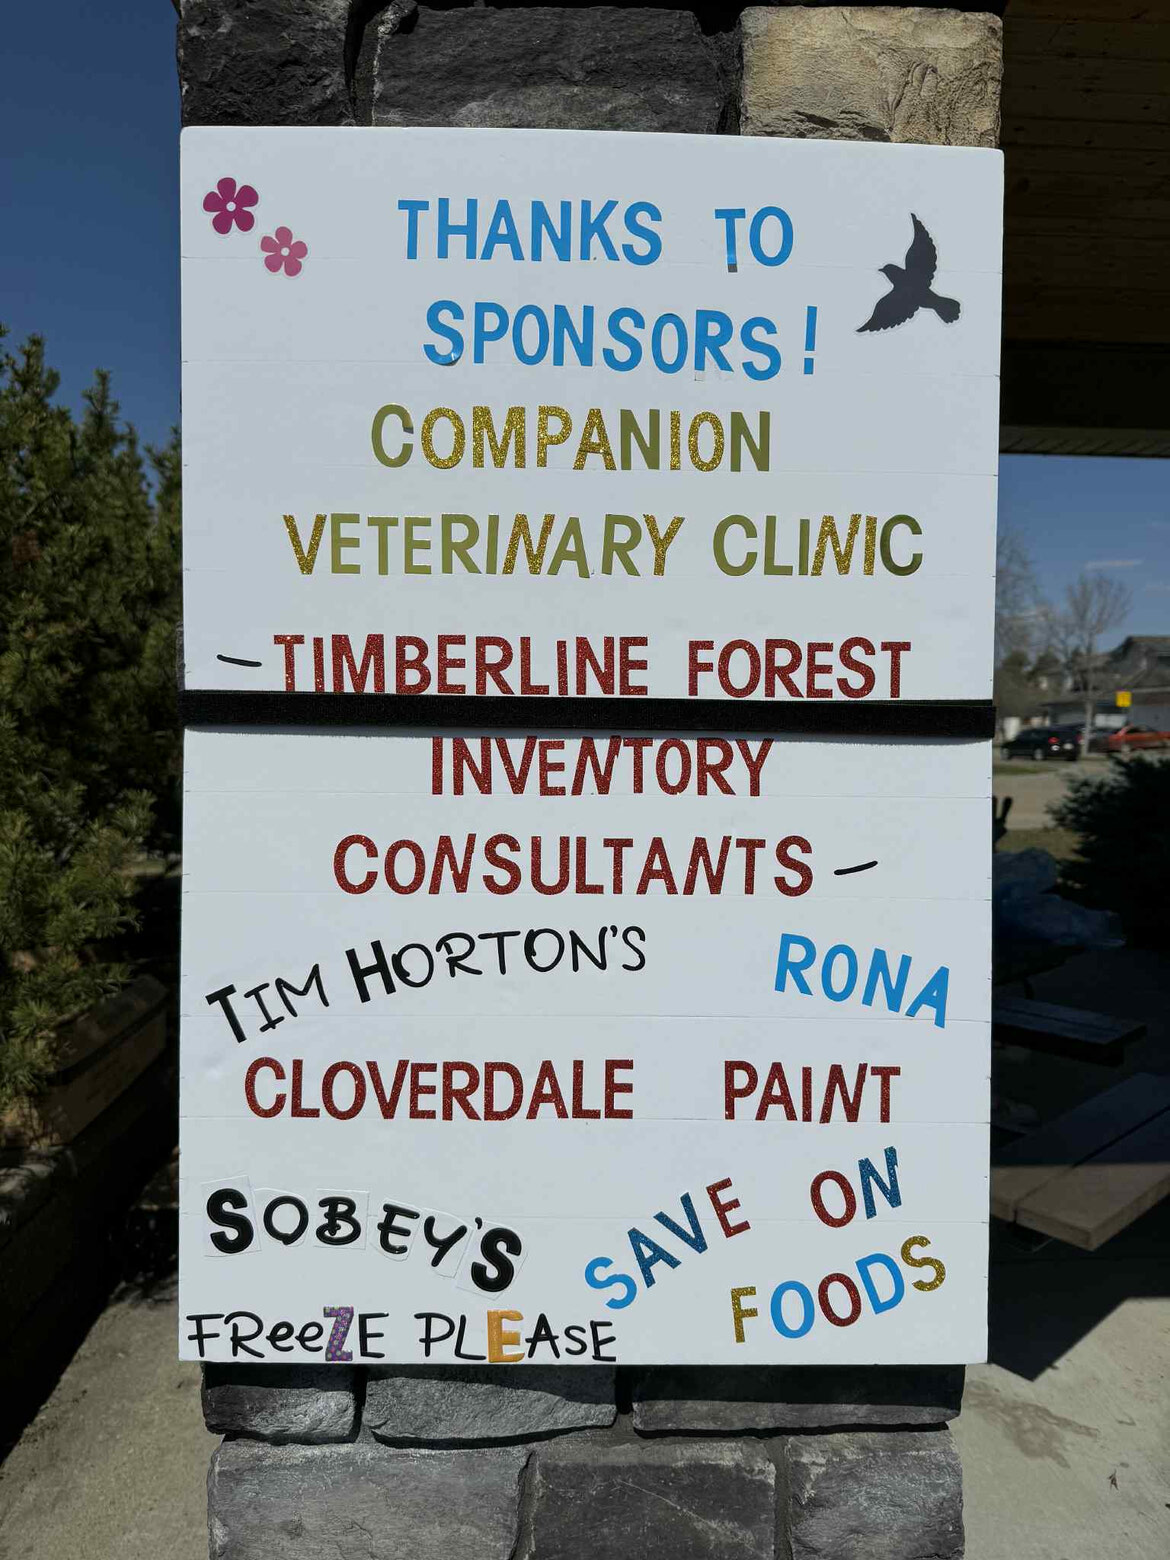 THANKS TO
SPONSORS!
COMPANION
VETERINARY CLINIC
- TIMBERLINE FOREST
INVENTORY
CONSULTANTS -
TIM HORTON'S
RONA
CLOVERDALE PAINT
SOBEY'S
SAVE ON
FOODS
FReeZE PLEASE